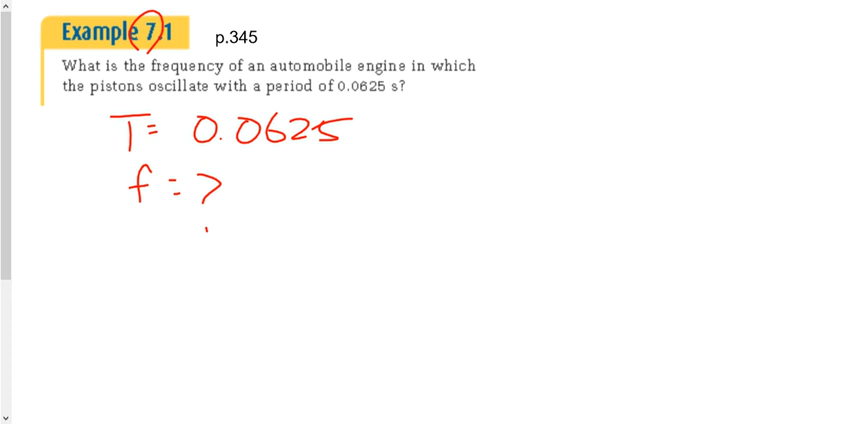 Example 7.1
p.345
What is the frequency of an automobile engine in which
the pistons oscillate with a period of 0.0625 s?
T = 0.0625
f = ?